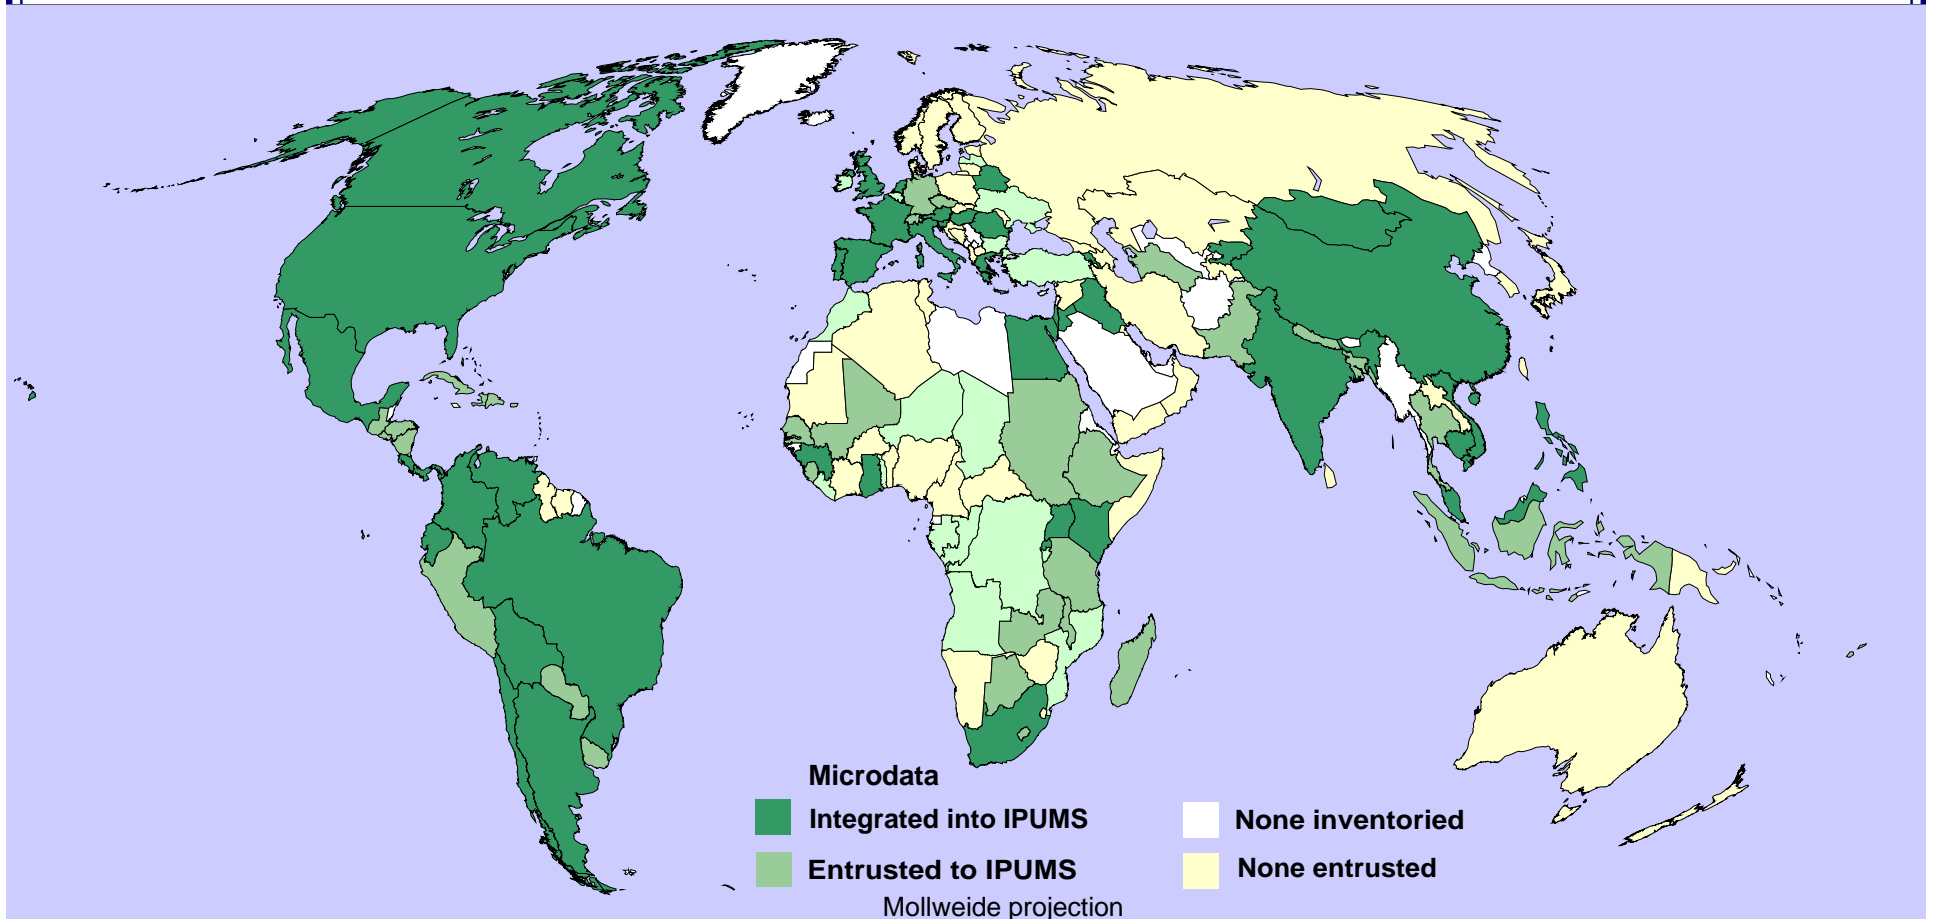 Microdata
Integrated into IPUMS
None inventoried
Entrusted to IPUMS
None entrusted
Mollweide projection